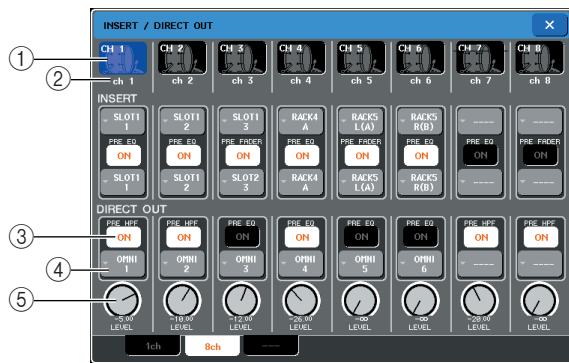 INSERT / DIRECT OUT ×
CH 1 CH 2 CH 3 CH 4 CH 5 CH 6 CH 7 CH 8
① ② ch 1 ch 2 ch 3 ch 4 ch 5 ch 6 ch 7 ch 8
INSERT
SLOT1 1 SLOT1 2 SLOT1 3 RACK4 A RACK5 L(A) RACK5 R(B) ---- ----
PRE EQ PRE EQ PRE FADER PRE EQ PRE FADER PRE EQ PRE EQ PRE FADER
ON ON ON ON ON ON ON ON
SLOT1 1 SLOT1 2 SLOT2 3 RACK4 A RACK5 L(A) RACK5 R(B) ---- ----
DIRECT OUT
PRE HPF PRE HPF PRE EQ PRE EQ PRE EQ PRE EQ PRE HPF PRE HPF
③ ON ON ON ON ON ON ON ON
④ OMNI 1 OMNI 2 OMNI 3 OMNI 4 OMNI 5 OMNI 6 ---- ----
⑤ -5.00 -10.00 -12.00 -26.00 -∞ -∞ -20.00 -∞
LEVEL LEVEL LEVEL LEVEL LEVEL LEVEL LEVEL LEVEL
1ch 8ch ---